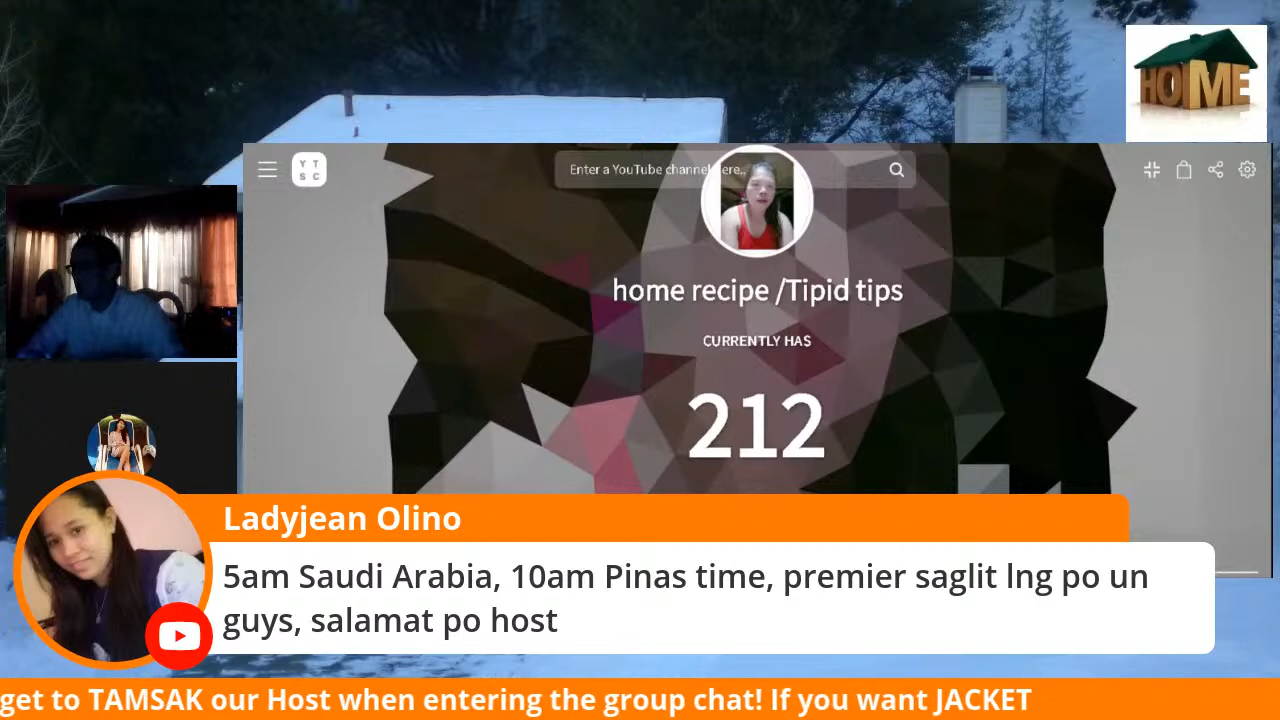 HOME
Y T
S C
Enter a YouTube channel here..
home recipe /Tipid tips
CURRENTLY HAS
212
Ladyjean Olino
5am Saudi Arabia, 10am Pinas time, premier saglit lng po un
guys, salamat po host
get to TAMSAK our Host when entering the group chat! If you want JACKET